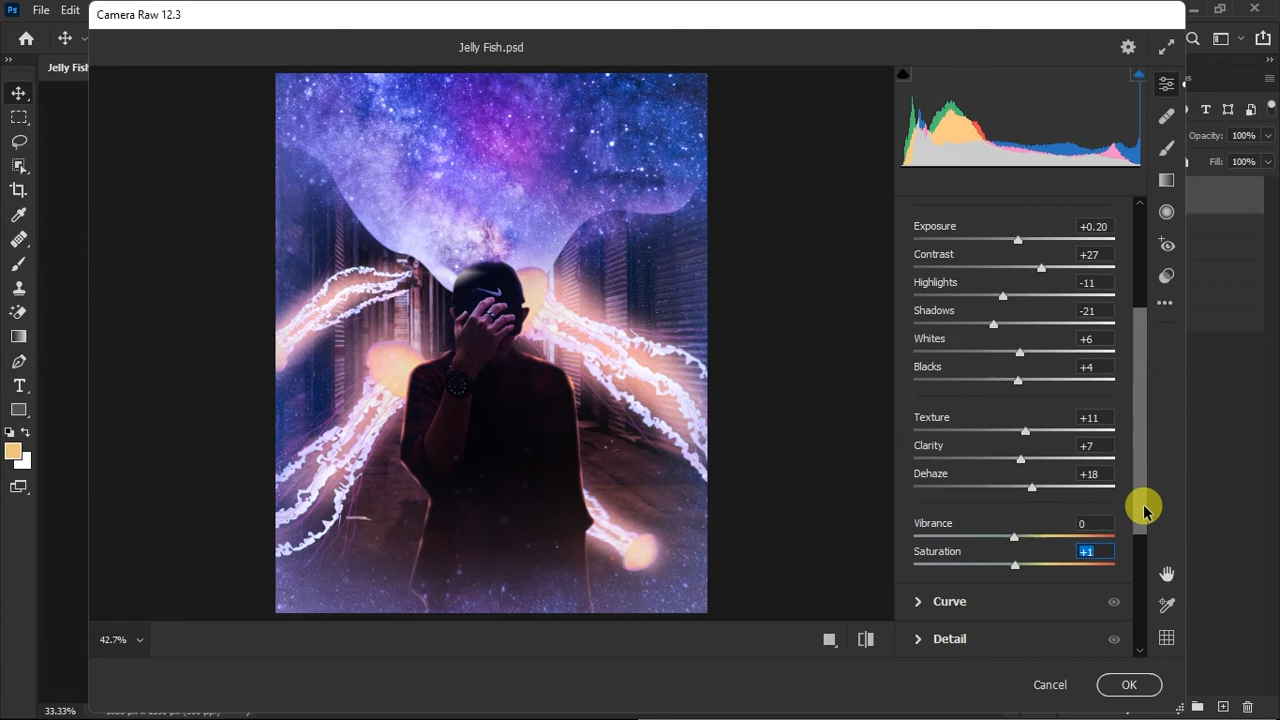 Camera Raw 12.3
Ps File Edit
Jelly Fish.psd
Jelly Fish
Opacity: 100%
Fill: 100%
Exposure +0.20
Contrast +27
Highlights -11
Shadows -21
Whites +6
Blacks +4
Texture +11
Clarity +7
Dehaze +18
Vibrance 0
Saturation +1
Curve
Detail
42.7%
Cancel OK
33.33%